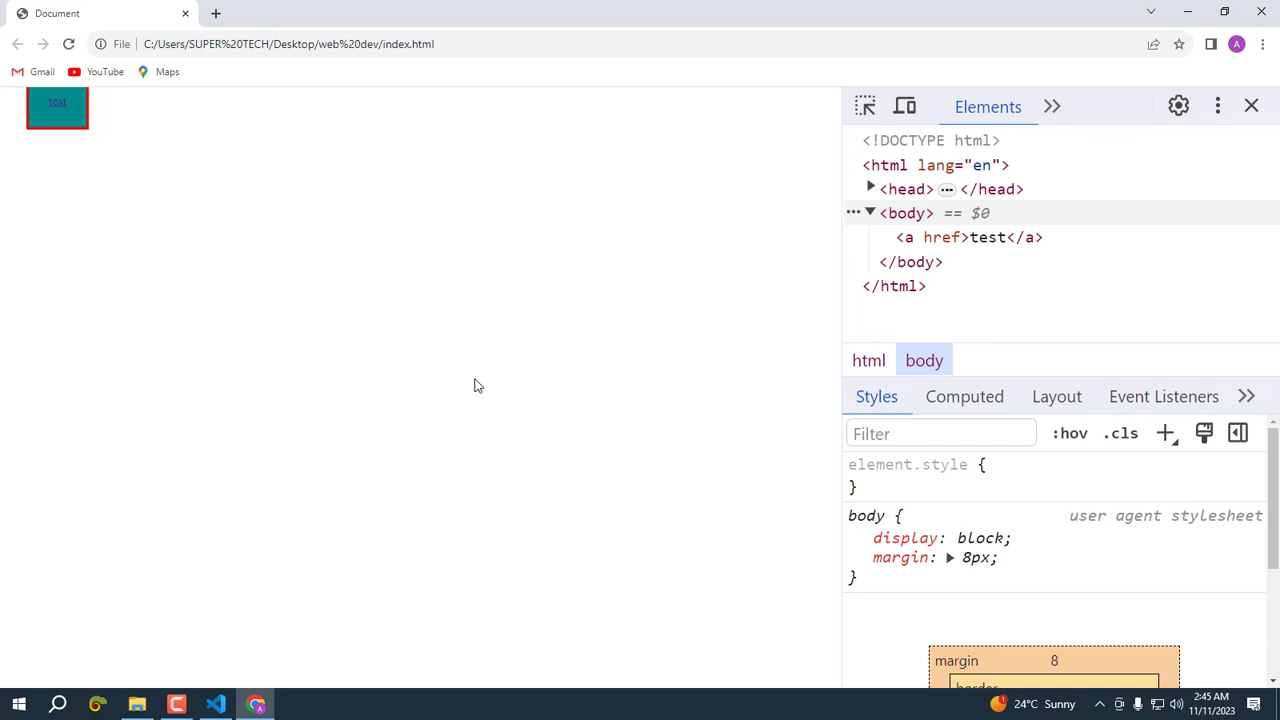 Document
File C:/Users/SUPER%20TECH/Desktop/web%20dev/index.html
A
Gmail YouTube Maps
test
Elements
<!DOCTYPE html>
<html lang="en">
<head> ••• </head>
••• <body> == $0
<a href>test</a>
</body>
</html>
html body
Styles Computed Layout Event Listeners
Filter :hov .cls
element.style {
}
body { user agent stylesheet
display: block;
margin: 8px;
}
margin 8
border
24°C Sunny
2:45 AM
11/11/2023